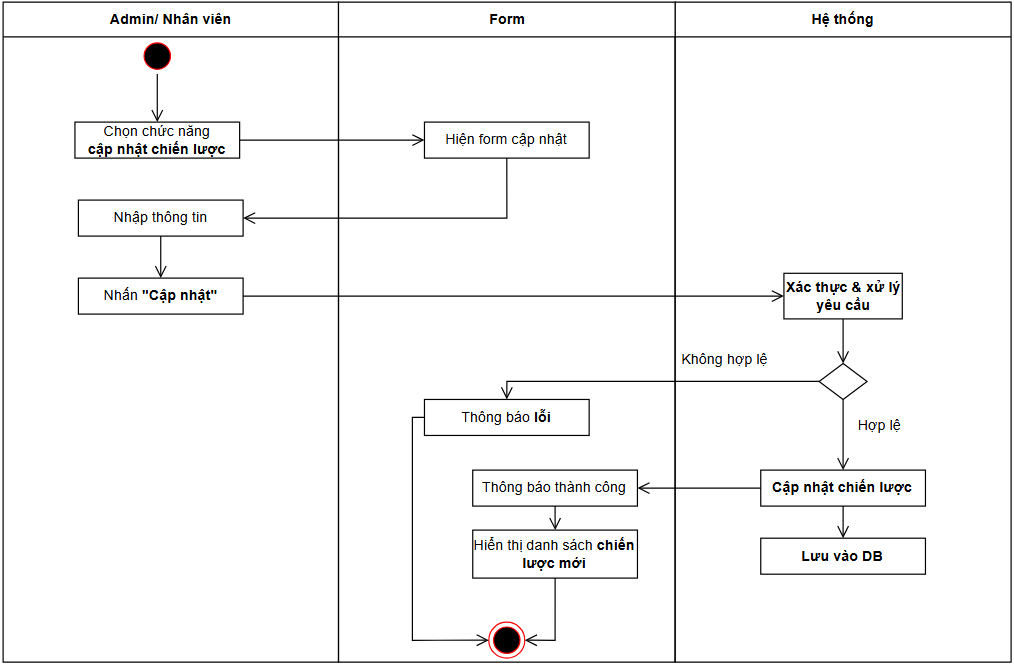 Admin/ Nhân viên
Form
Hệ thống
Chọn chức năng
cập nhật chiến lược
Hiện form cập nhật
Nhập thông tin
Nhấn "Cập nhật"
Xác thực & xử lý
yêu cầu
Không hợp lệ
Thông báo lỗi
Hợp lệ
Thông báo thành công
Cập nhật chiến lược
Hiển thị danh sách chiến
lược mới
Lưu vào DB